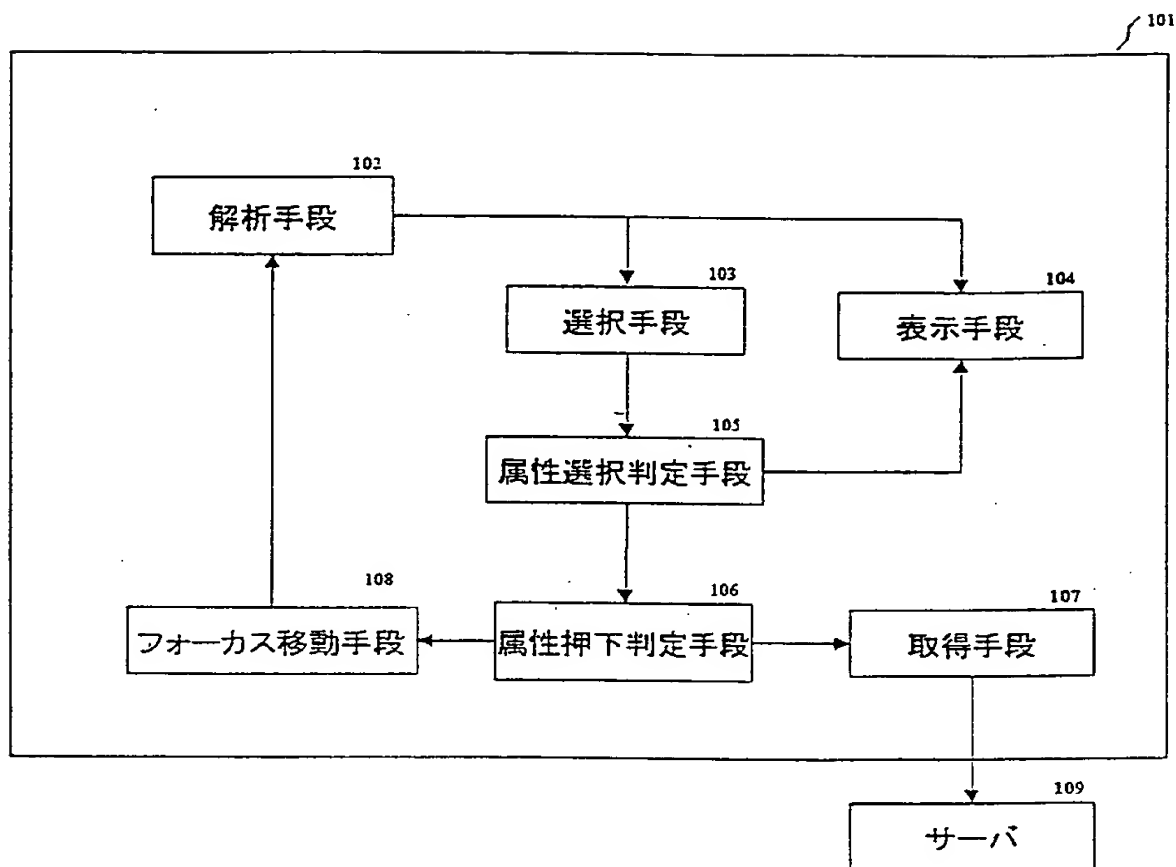 101
102
解析手段
103
選択手段
104
表示手段
105
属性選択判定手段
108
フォーカス移動手段
106
属性押下判定手段
107
取得手段
109
サーバ